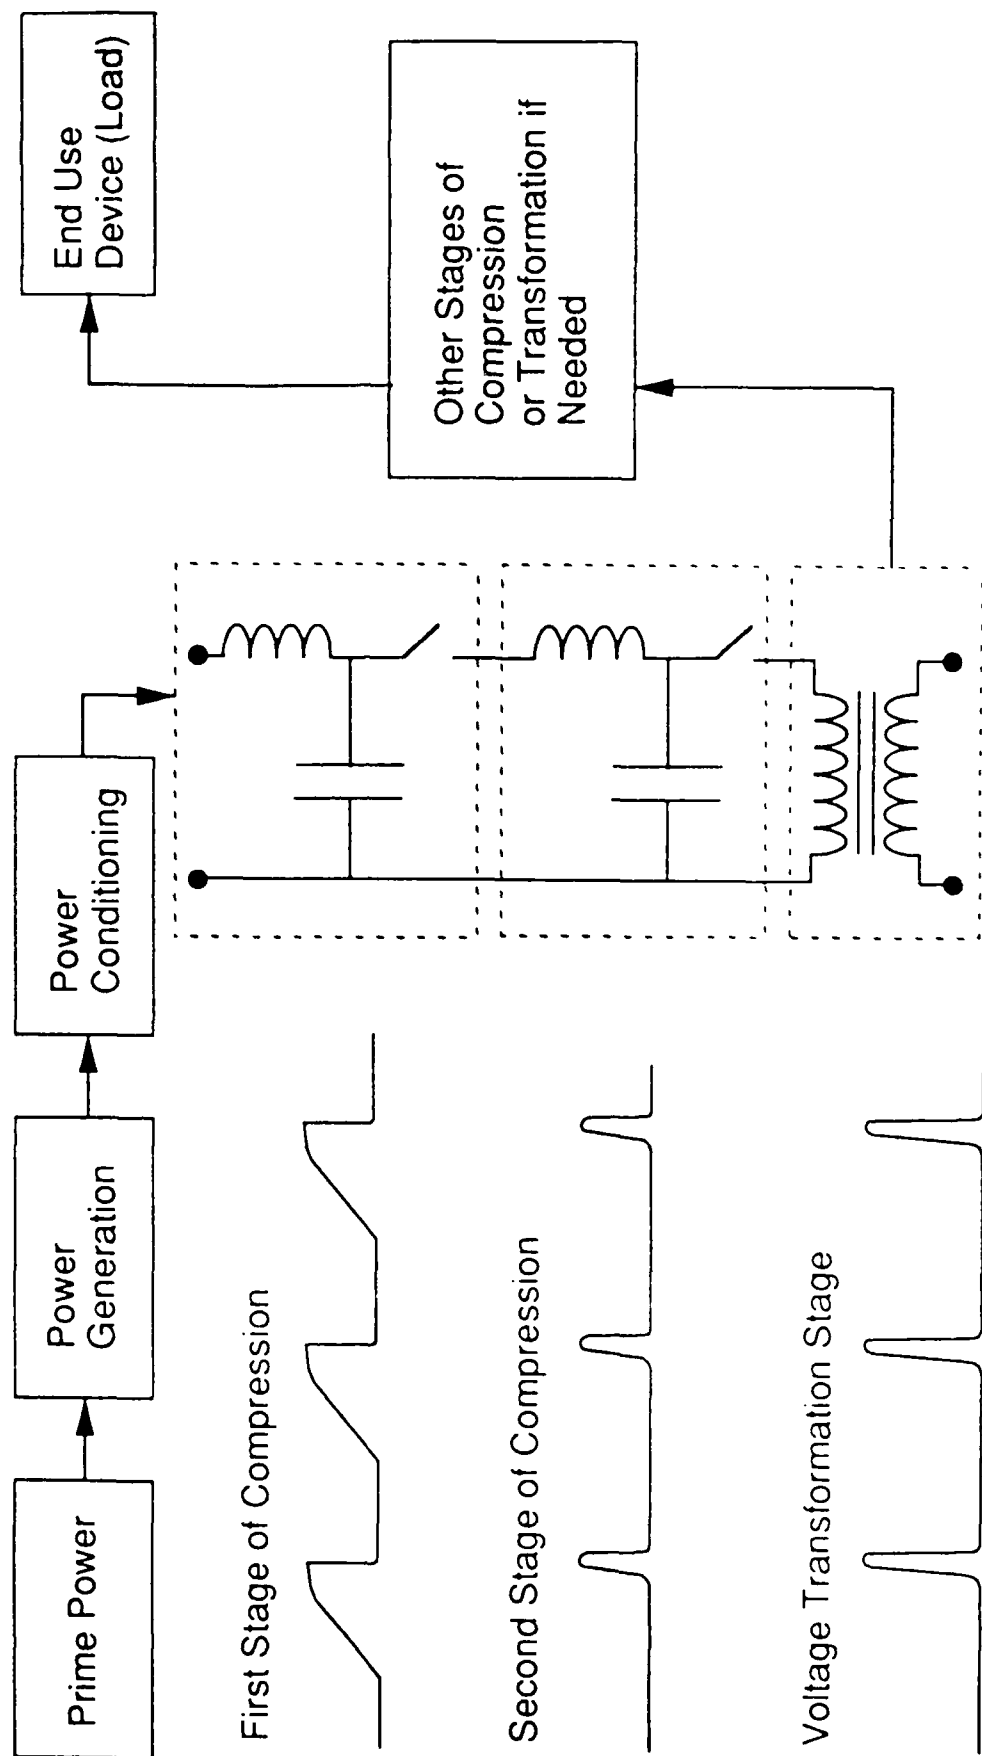 Prime Power
Power
Generation
Power
Conditioning
End Use
Device (Load)
First Stage of Compression
Second Stage of Compression
Voltage Transformation Stage
Other Stages of
Compression
or Transformation if
Needed